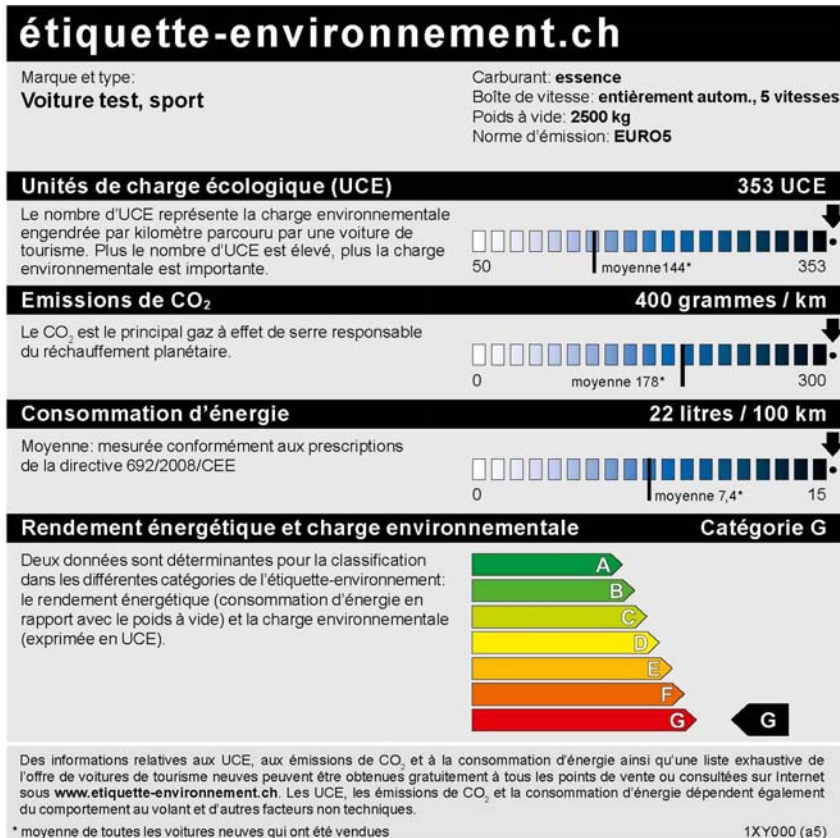 étiquette-environnement.ch
Marque et type:
Voiture test, sport
Carburant: essence
Boîte de vitesse: entièrement autom., 5 vitesses
Poids à vide: 2500 kg
Norme d'émission: EURO5
Unités de charge écologique (UCE) 353 UCE
Le nombre d'UCE représente la charge environnementale
engendrée par kilomètre parcouru par une voiture de
tourisme. Plus le nombre d'UCE est élevé, plus la charge
environnementale est importante.
50 moyenne144* 353
Emissions de CO₂ 400 grammes / km
Le CO₂ est le principal gaz à effet de serre responsable
du réchauffement planétaire.
0 moyenne 178* 300
Consommation d'énergie 22 litres / 100 km
Moyenne: mesurée conformément aux prescriptions
de la directive 692/2008/CEE
0 moyenne 7,4* 15
Rendement énergétique et charge environnementale Catégorie G
Deux données sont déterminantes pour la classification
dans les différentes catégories de l'étiquette-environnement:
le rendement énergétique (consommation d'énergie en
rapport avec le poids à vide) et la charge environnementale
(exprimée en UCE).
A
B
C
D
E
F
G G
Des informations relatives aux UCE, aux émissions de CO₂ et à la consommation d'énergie ainsi qu'une liste exhaustive de
l'offre de voitures de tourisme neuves peuvent être obtenues gratuitement à tous les points de vente ou consultées sur Internet
sous www.etiquette-environnement.ch. Les UCE, les émissions de CO₂ et la consommation d'énergie dépendent également
du comportement au volant et d'autres facteurs non techniques.
* moyenne de toutes les voitures neuves qui ont été vendues 1XY000 (a5)